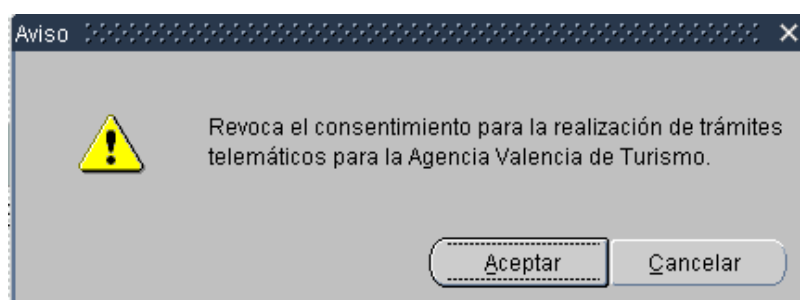 Aviso
Revoca el consentimiento para la realización de trámites
telemáticos para la Agencia Valencia de Turismo.
Aceptar
Cancelar